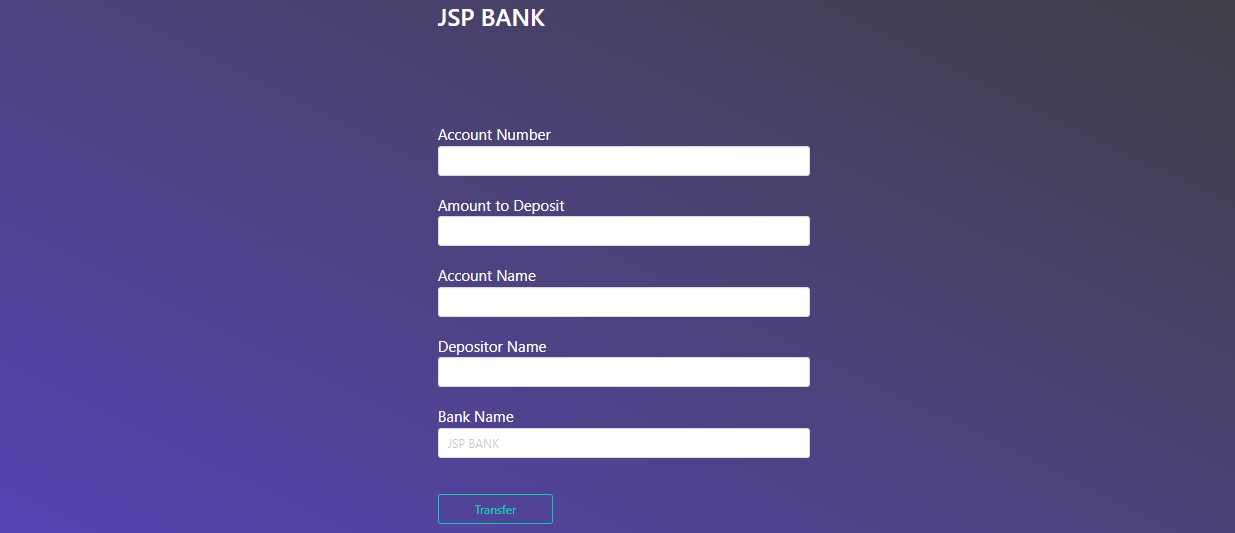 JSP BANK
Account Number
Amount to Deposit
Account Name
Depositor Name
Bank Name
JSP BANK
Transfer